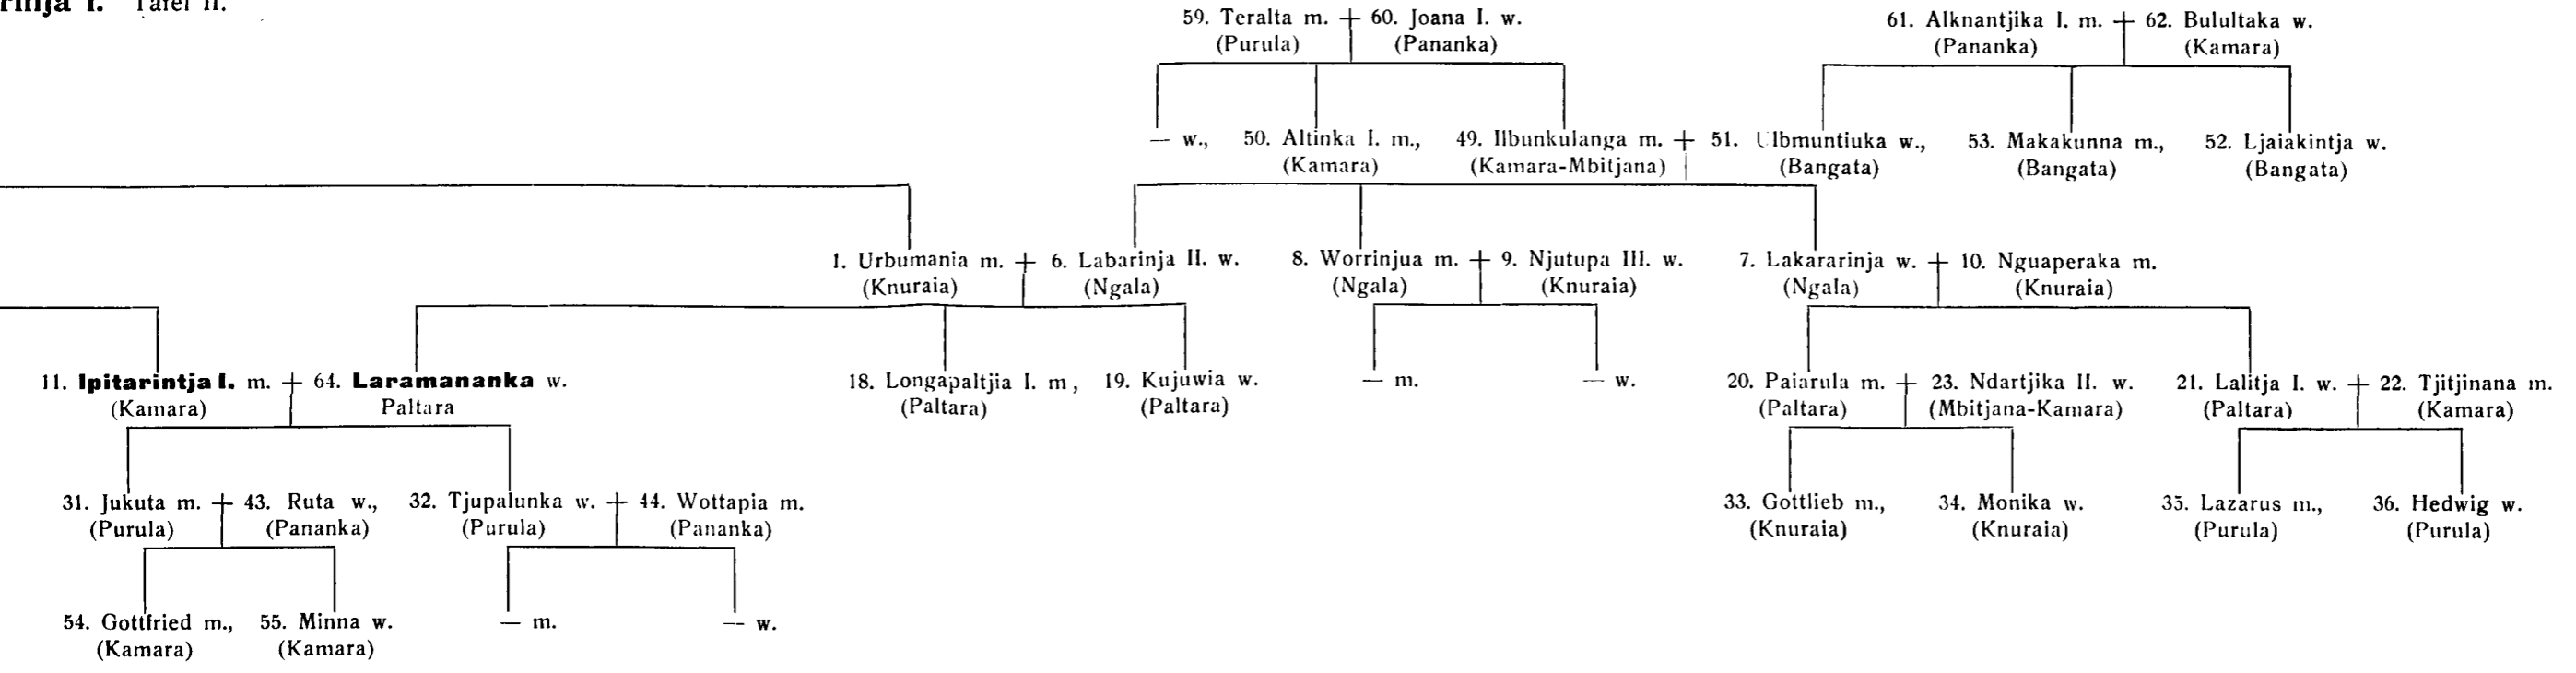 I. Tafel II.
59. Teralta m. + 60. Joana I. w. 61. Alknantjika I. m. + 62. Bulultaka w.
(Purula) (Pananka) (Pananka) (Kamara)
— w., 50. Altinka I. m., 49. Ilbunkulanga m. + 51. Ulbmuntiuka w., 53. Makakunna m., 52. Ljaiakintja w.
(Kamara) (Kamara-Mbitjana) (Bangata) (Bangata) (Bangata)
1. Urbumania m. + 6. Labarinja II. w. 8. Worrinjua m. + 9. Njutupa III. w. 7. Lakararinja w. + 10. Nguaperaka m.
(Knuraia) (Ngala) (Ngala) (Knuraia) (Ngala) (Knuraia)
11. Ipitarintja I. m. + 64. Laramananka w. 18. Longapaltjia I. m, 19. Kujuwia w. — m. — w. 20. Paiarula m. + 23. Ndartjika II. w. 21. Lalitja I. w. + 22. Tjitjinana m.
(Kamara) Paltara (Paltara) (Paltara) (Paltara) (Mbitjana-Kamara) (Paltara) (Kamara)
31. Jukuta m. + 43. Ruta w., 32. Tjupalunka w. + 44. Wottapia m. 33. Gottlieb m., 34. Monika w. 35. Lazarus m., 36. Hedwig w.
(Purula) (Pananka) (Purula) (Pananka) (Knuraia) (Knuraia) (Purula) (Purula)
54. Gottfried m., 55. Minna w. — m. — w.
(Kamara) (Kamara)